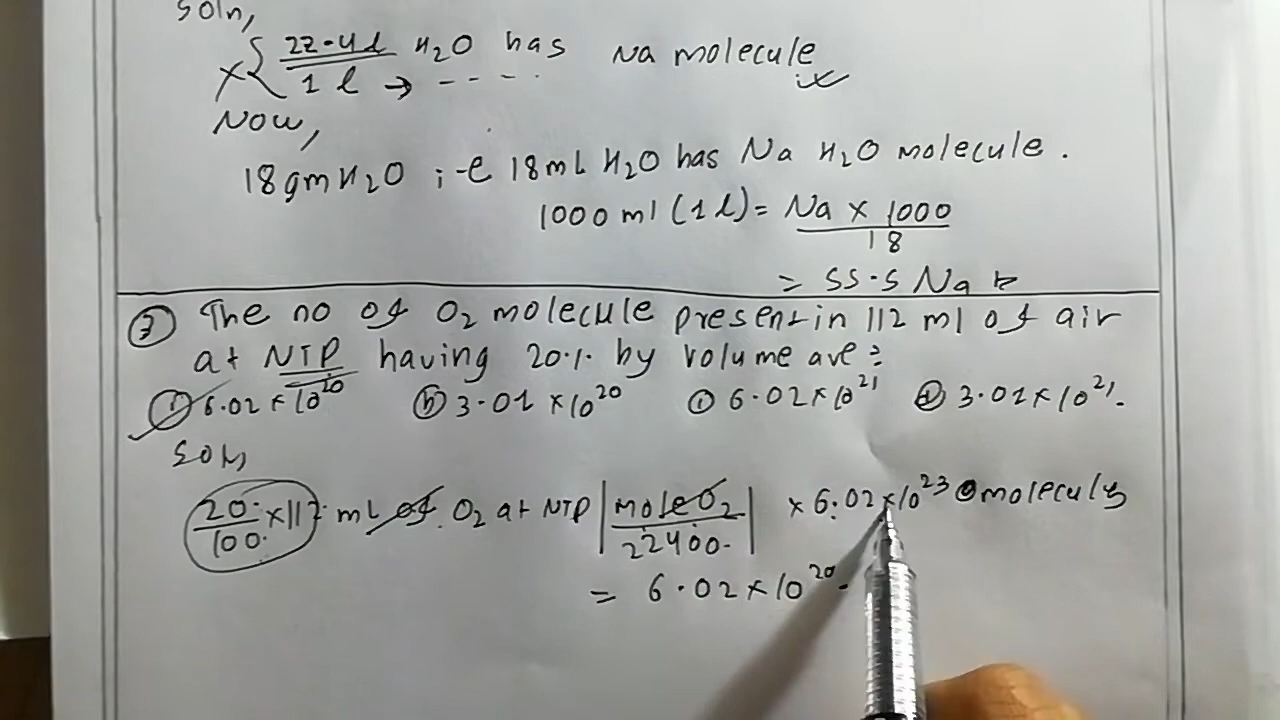 Soln,
× { 22.4l H2O has Na molecule
1 l → - - - - .
Now,
18gm H2O i-e 18mL H2O has Na H2O molecule.
1000 ml (1 l) = Na × 1000
18
= 55.5 Na
③ The no of O2 molecule present in 112 ml of air
at NTP having 20.1. by volume are:
6.02 × 10^20 ⓑ 3.01 × 10^20 ⓒ 6.02 × 10^21 ⓓ 3.01 × 10^21.
Soln
20/100 × 112 mL of O2 at NTP | mole O2 / 22400 | × 6.02 × 10^23 molecules
= 6.02 × 10^20.